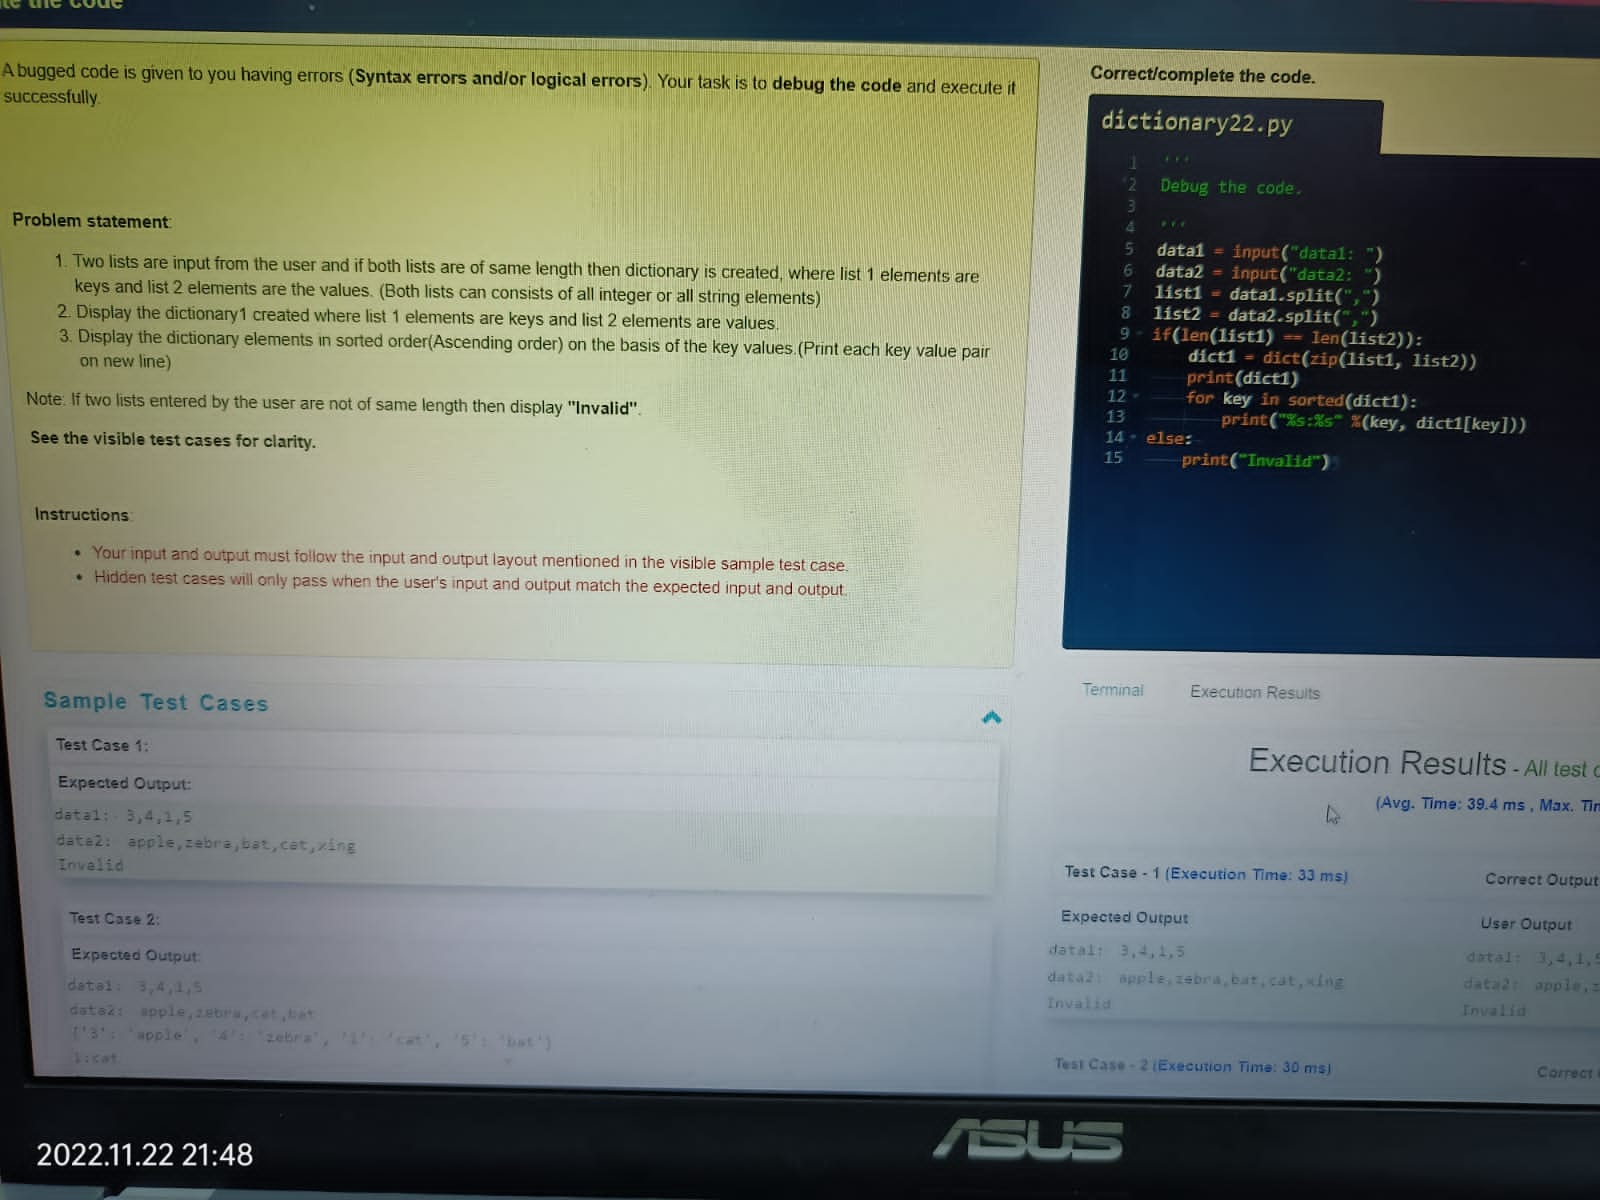 te the code
A bugged code is given to you having errors (Syntax errors and/or logical errors). Your task is to debug the code and execute it
successfully.
Problem statement:
1. Two lists are input from the user and if both lists are of same length then dictionary is created, where list 1 elements are
keys and list 2 elements are the values. (Both lists can consists of all integer or all string elements)
2. Display the dictionary1 created where list 1 elements are keys and list 2 elements are values.
3. Display the dictionary elements in sorted order(Ascending order) on the basis of the key values.(Print each key value pair
on new line)
Note: If two lists entered by the user are not of same length then display "Invalid".
See the visible test cases for clarity.
Instructions:
• Your input and output must follow the input and output layout mentioned in the visible sample test case.
• Hidden test cases will only pass when the user's input and output match the expected input and output.
Sample Test Cases
Test Case 1:
Expected Output:
data1: 3,4,1,5
data2: apple,zebra,bat,cat,xing
Invalid
Test Case 2:
Expected Output:
data1: 3,4,1,5
data2: apple,zebra,cat,bat
{'3': 'apple', '4': 'zebra', '1': 'cat', '5': 'bat'}
1:cat
Correct/complete the code.
dictionary22.py
1 '''
2 Debug the code.
3
4 '''
5 data1 = input("data1: ")
6 data2 = input("data2: ")
7 list1 = data1.split(",")
8 list2 = data2.split(",")
9 if(len(list1) == len(list2)):
10 dict1 = dict(zip(list1, list2))
11 print(dict1)
12 for key in sorted(dict1):
13 print("%s:%s" %(key, dict1[key]))
14 else:
15 print("Invalid")
Terminal Execution Results
Execution Results - All test c
(Avg. Time: 39.4 ms , Max. Tim
Test Case - 1 (Execution Time: 33 ms) Correct Output
Expected Output User Output
data1: 3,4,1,5 data1: 3,4,1,5
data2: apple,zebra,bat,cat,xing data2: apple,z
Invalid Invalid
Test Case - 2 (Execution Time: 30 ms) Correct
ASUS
2022.11.22 21:48